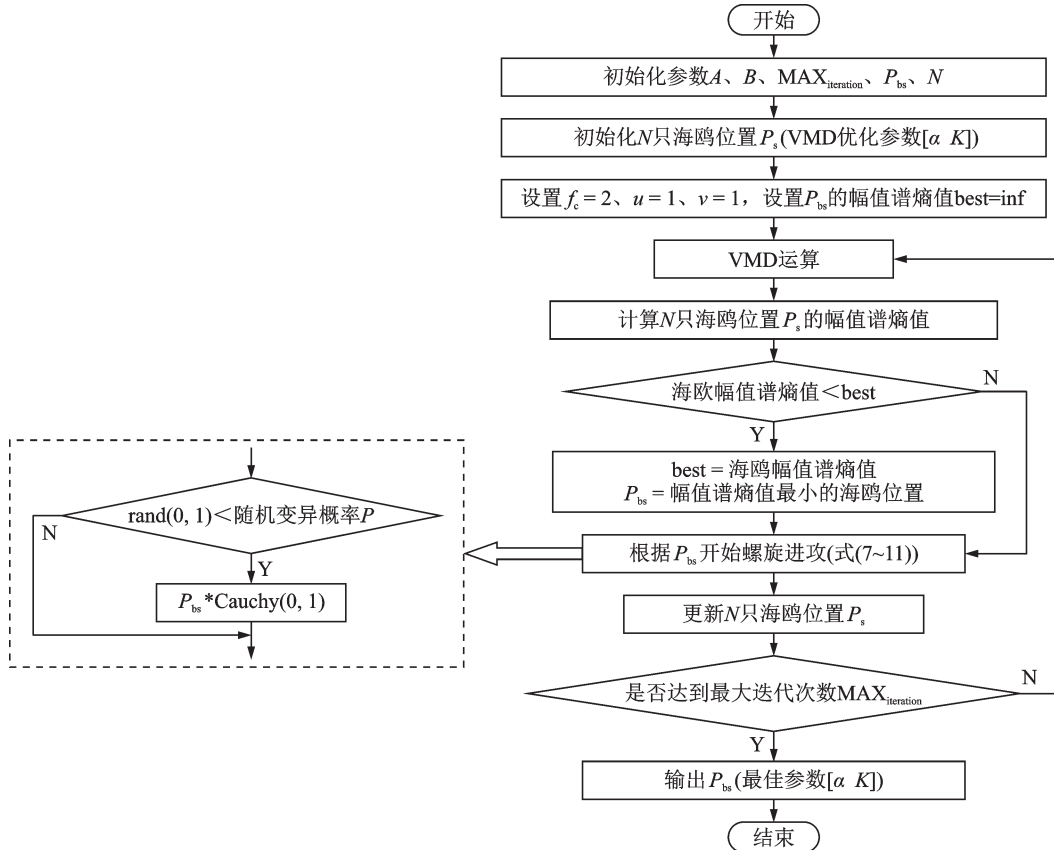 开始
初始化参数A、B、MAXiteration、Pbs、N
初始化N只海鸥位置Ps(VMD优化参数[α K])
设置 fc = 2、u = 1、v = 1，设置Pbs的幅值谱熵值best=inf
VMD运算
计算N只海鸥位置Ps的幅值谱熵值
海欧幅值谱熵值＜best
N
Y
best = 海鸥幅值谱熵值
Pbs = 幅值谱熵值最小的海鸥位置
根据Pbs开始螺旋进攻(式(7~11))
rand(0, 1)＜随机变异概率P
N
Y
Pbs*Cauchy(0, 1)
更新N只海鸥位置Ps
是否达到最大迭代次数MAXiteration
N
Y
输出Pbs(最佳参数[α K])
结束